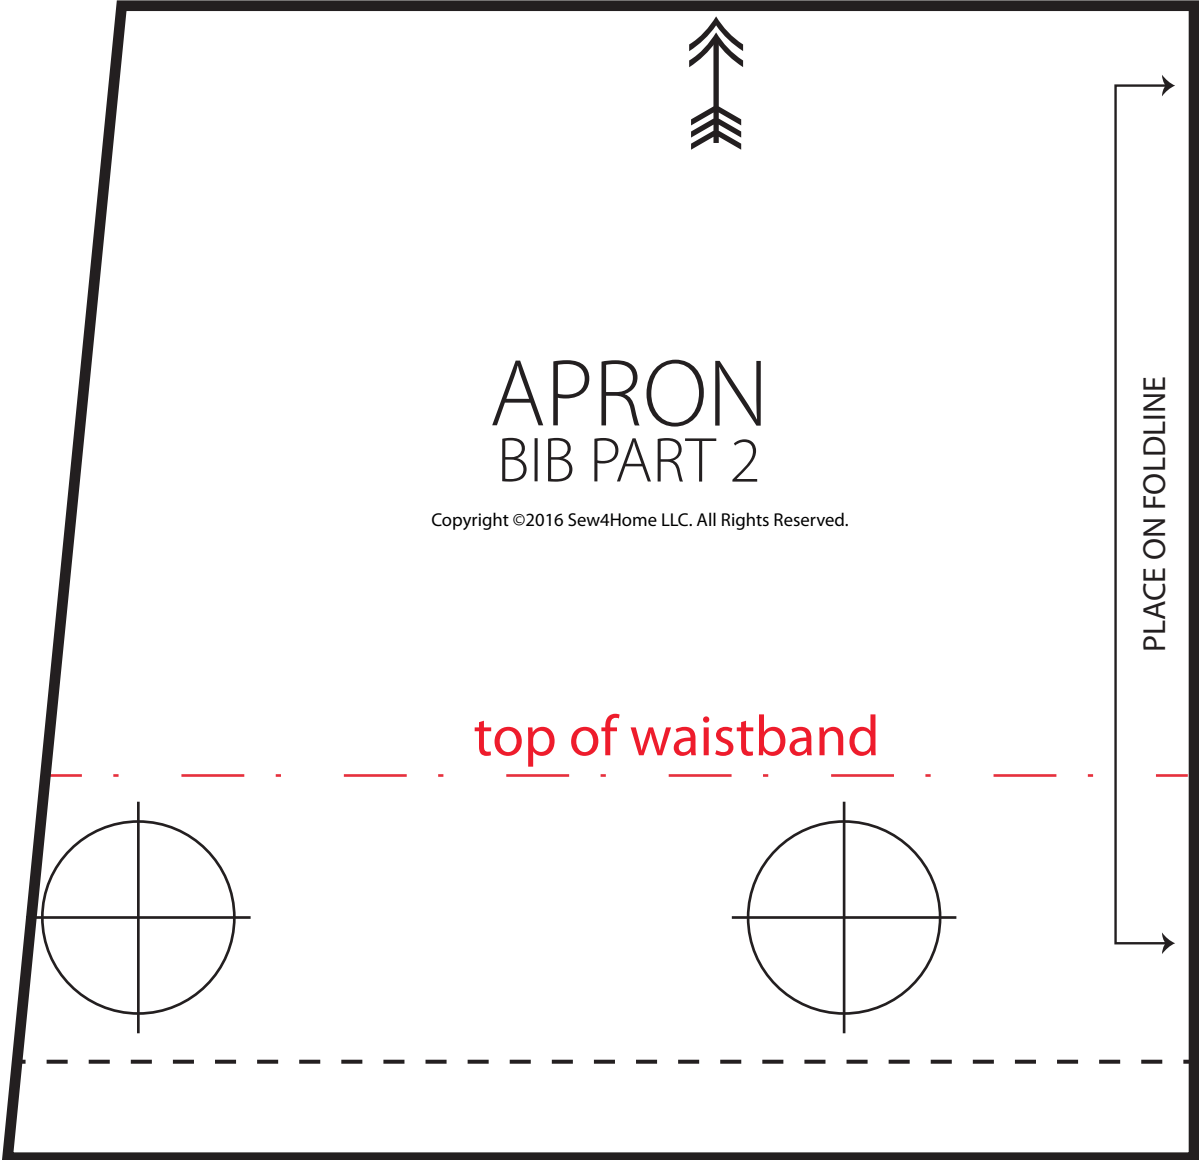 APRON
BIB PART 2
Copyright ©2016 Sew4Home LLC. All Rights Reserved.
PLACE ON FOLDLINE
top of waistband